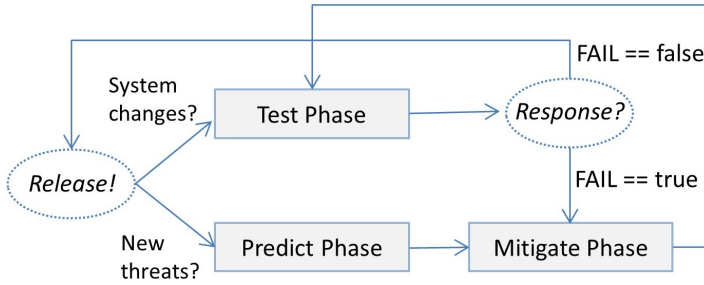 FAIL == false
System
changes?
Test Phase
Response?
Release!
FAIL == true
New
threats?
Predict Phase
Mitigate Phase